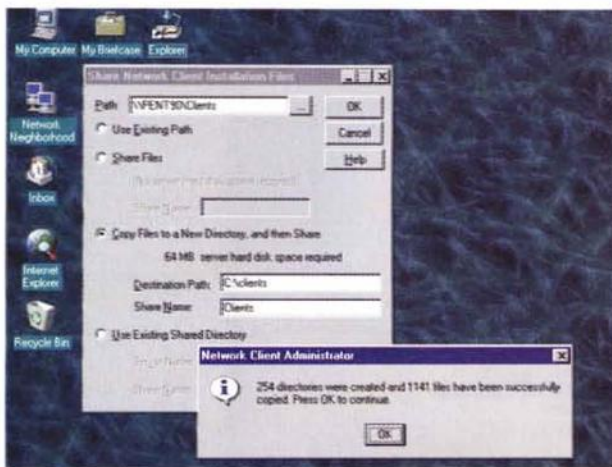 My Computer
My Briefcase
Explorer
Share Network Client Installation Files
Path: \\PENT90\Clients
...
OK
Use Existing Path
Cancel
Network Neighborhood
Share Files
Help
Share Name:
Inbox
Copy Files to a New Directory, and then Share
64 MB server hard disk space required
Internet Explorer
Destination Path: C:\clients
Share Name: Clients
Recycle Bin
Use Existing Shared Directory
Network Client Administrator
254 directories were created and 1141 files have been successfully
copied. Press OK to continue.
Share Name:
OK